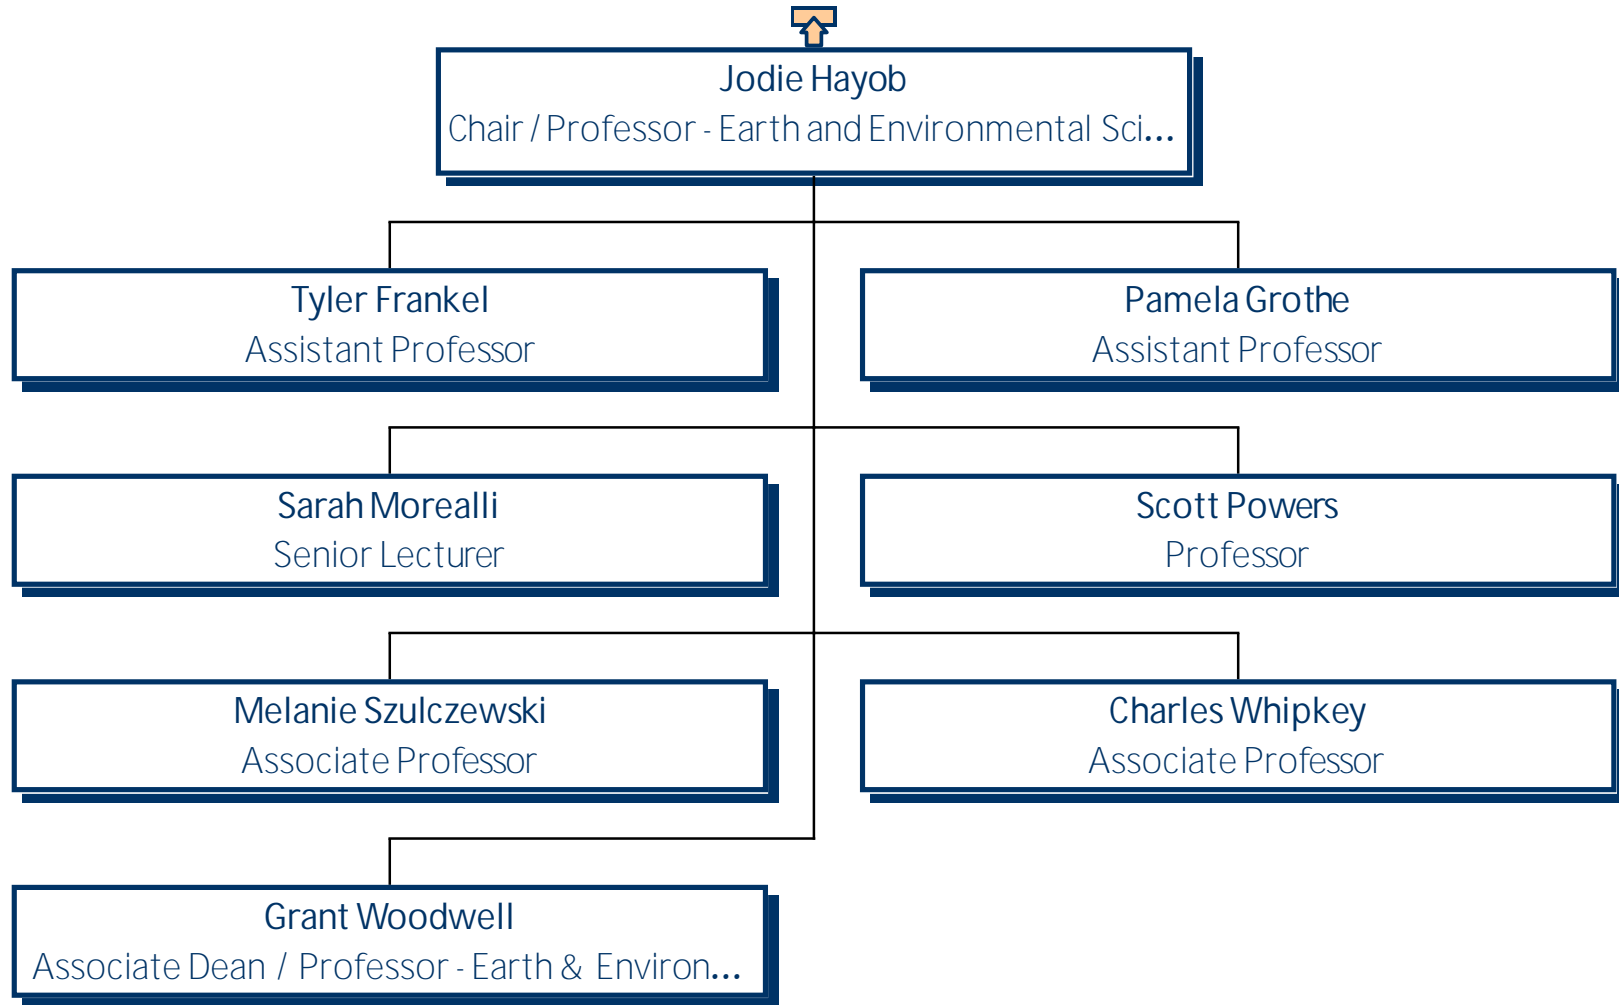 Jodie Hayob
Chair / Professor - Earth and Environmental Sci...
Tyler Frankel
Assistant Professor
Pamela Grothe
Assistant Professor
Sarah Morealli
Senior Lecturer
Scott Powers
Professor
Melanie Szulczewski
Associate Professor
Charles Whipkey
Associate Professor
Grant Woodwell
Associate Dean / Professor - Earth & Environ...